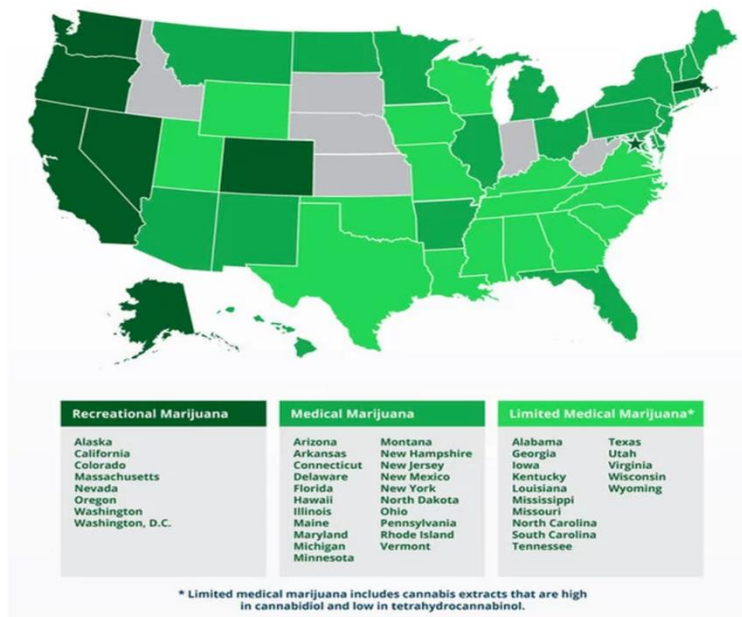 Recreational Marijuana
Alaska
California
Colorado
Massachusetts
Nevada
Oregon
Washington
Washington, D.C.
Medical Marijuana
Arizona
Arkansas
Connecticut
Delaware
Florida
Hawaii
Illinois
Maine
Maryland
Michigan
Minnesota
Montana
New Hampshire
New Jersey
New Mexico
New York
North Dakota
Ohio
Pennsylvania
Rhode Island
Vermont
Limited Medical Marijuana*
Alabama
Georgia
Iowa
Kentucky
Louisiana
Mississippi
Missouri
North Carolina
South Carolina
Tennessee
Texas
Utah
Virginia
Wisconsin
Wyoming
* Limited medical marijuana includes cannabis extracts that are high
in cannabidiol and low in tetrahydrocannabinol.